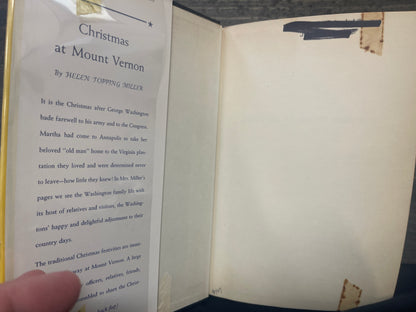 Christmas
at Mount Vernon
By HELEN TOPPING MILLER
It is the Christmas after George Washington
bade farewell to his army and to the Congress.
Martha had come to Annapolis to take her
beloved "old man" home to the Virginia plan-
tation they loved and were determined never
to leave—how little they knew! In Mrs. Miller's
pages we see the Washington family life with
its host of relatives and visitors, the Washing-
tons' happy and delightful adjustment to their
country days.
The traditional Christmas festivities are
way at Mount Vernon. A large
officers, relatives, friends,
to share the Christ-
back flap)